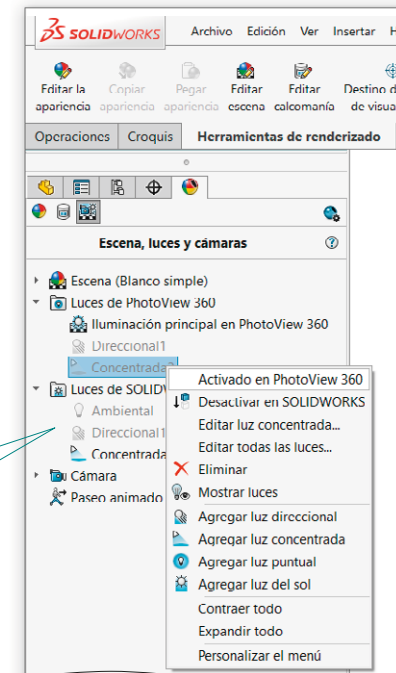 SOLIDWORKS Archivo Edición Ver Insertar
Editar la Copiar Pegar Editar Editar Destino d
apariencia apariencia apariencia escena calcomanía de visua
Operaciones Croquis Herramientas de renderizado
Escena, luces y cámaras
Escena (Blanco simple)
Luces de PhotoView 360
Iluminación principal en PhotoView 360
Direccional1
Concentrada2
Activado en PhotoView 360
Luces de SOLIDW
Desactivar en SOLIDWORKS
Ambiental
Editar luz concentrada...
Direccional1
Editar todas las luces...
Concentrada
Eliminar
Cámara
Mostrar luces
Paseo animado
Agregar luz direccional
Agregar luz concentrada
Agregar luz puntual
Agregar luz del sol
Contraer todo
Expandir todo
Personalizar el menú